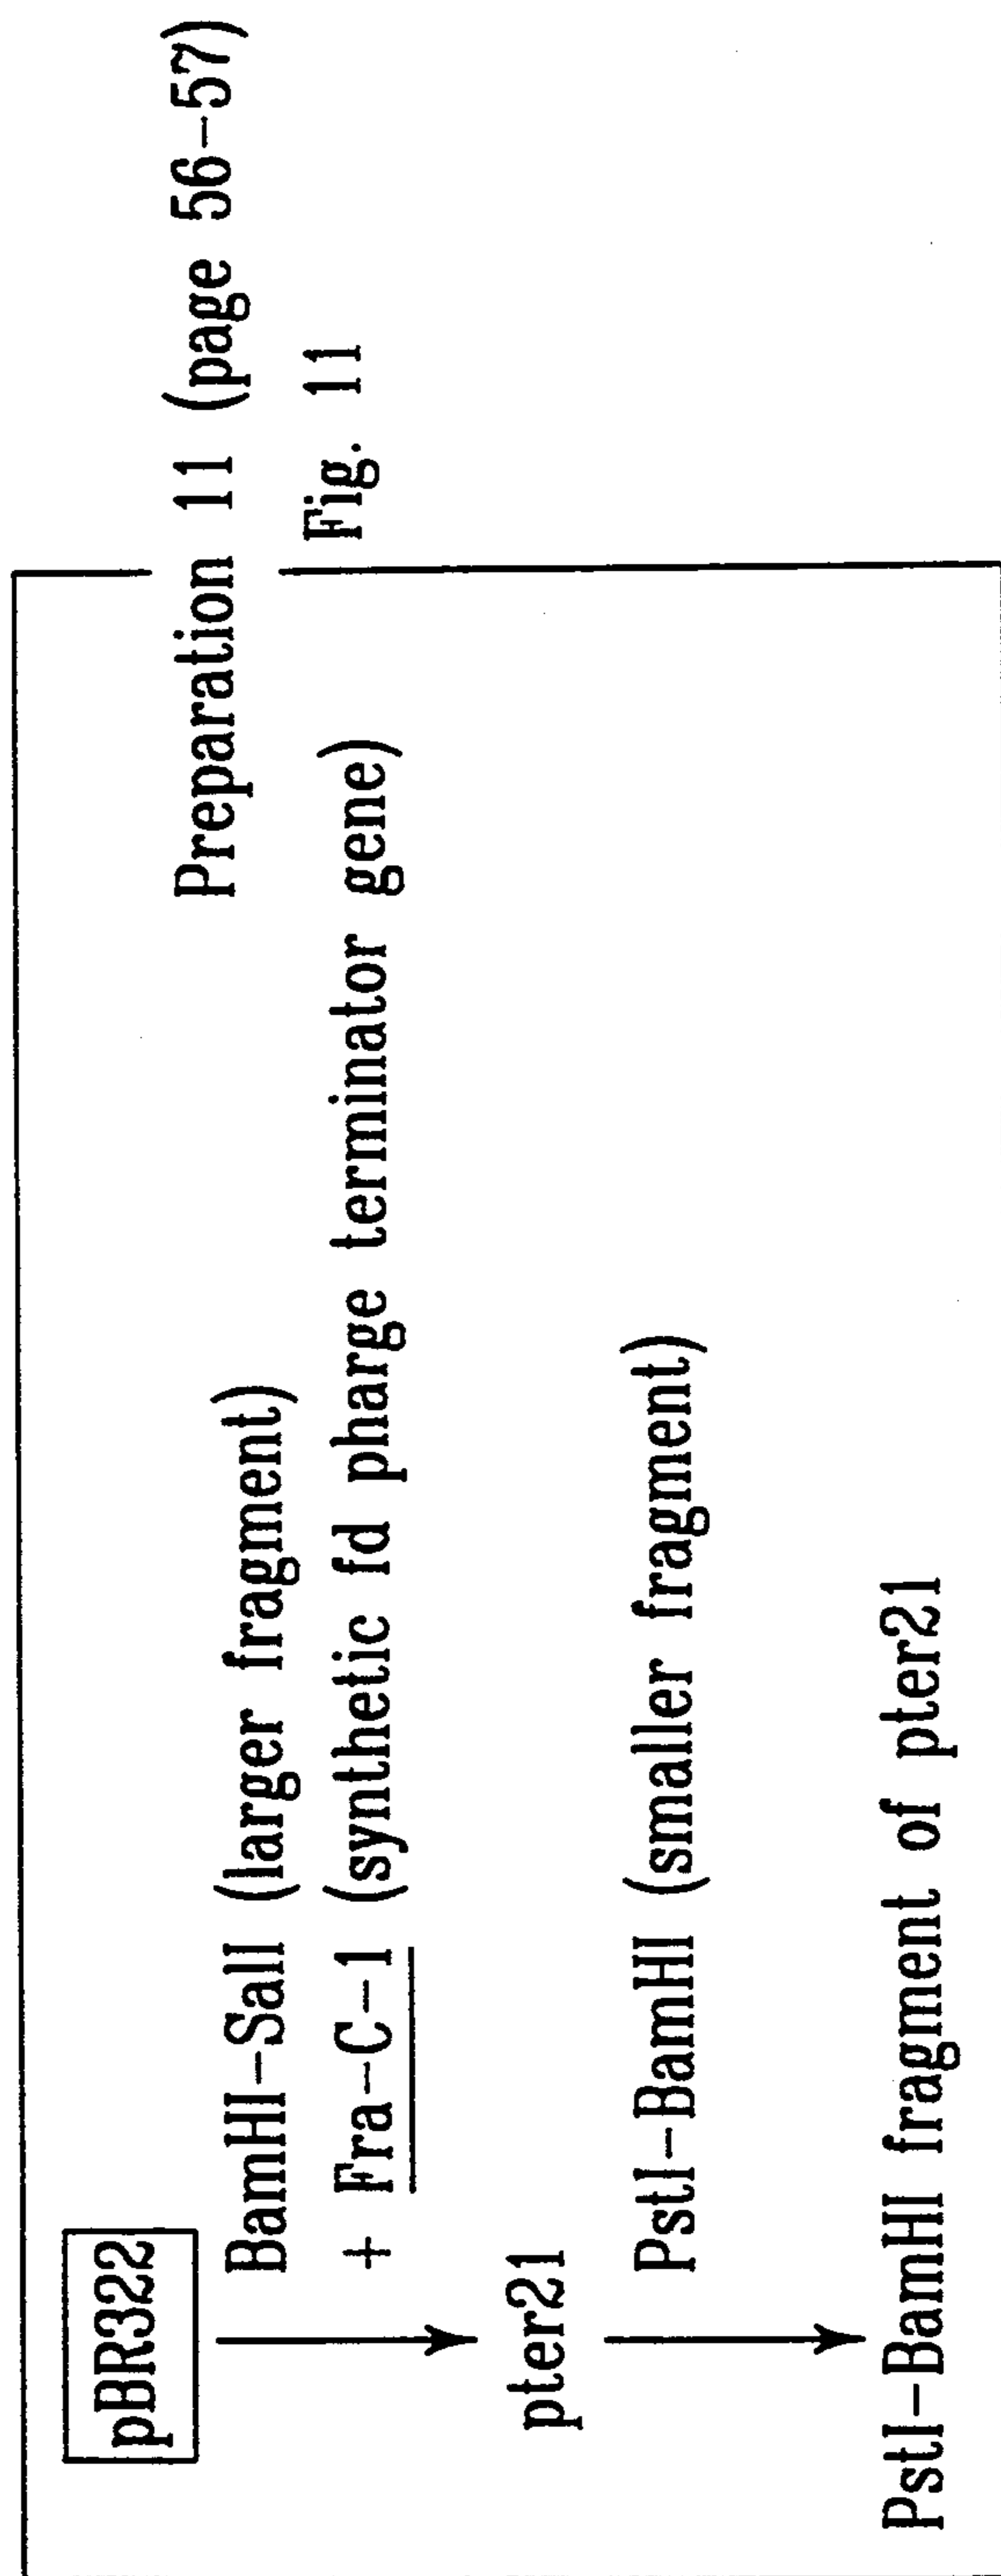 Preparation 11 (page 56-57)
Fig. 11
pBR322
BamHI-SalI (larger fragment)
+ Fra-C-1 (synthetic fd pharge terminator gene)
pter21
PstI-BamHI (smaller fragment)
PstI-BamHI fragment of pter21